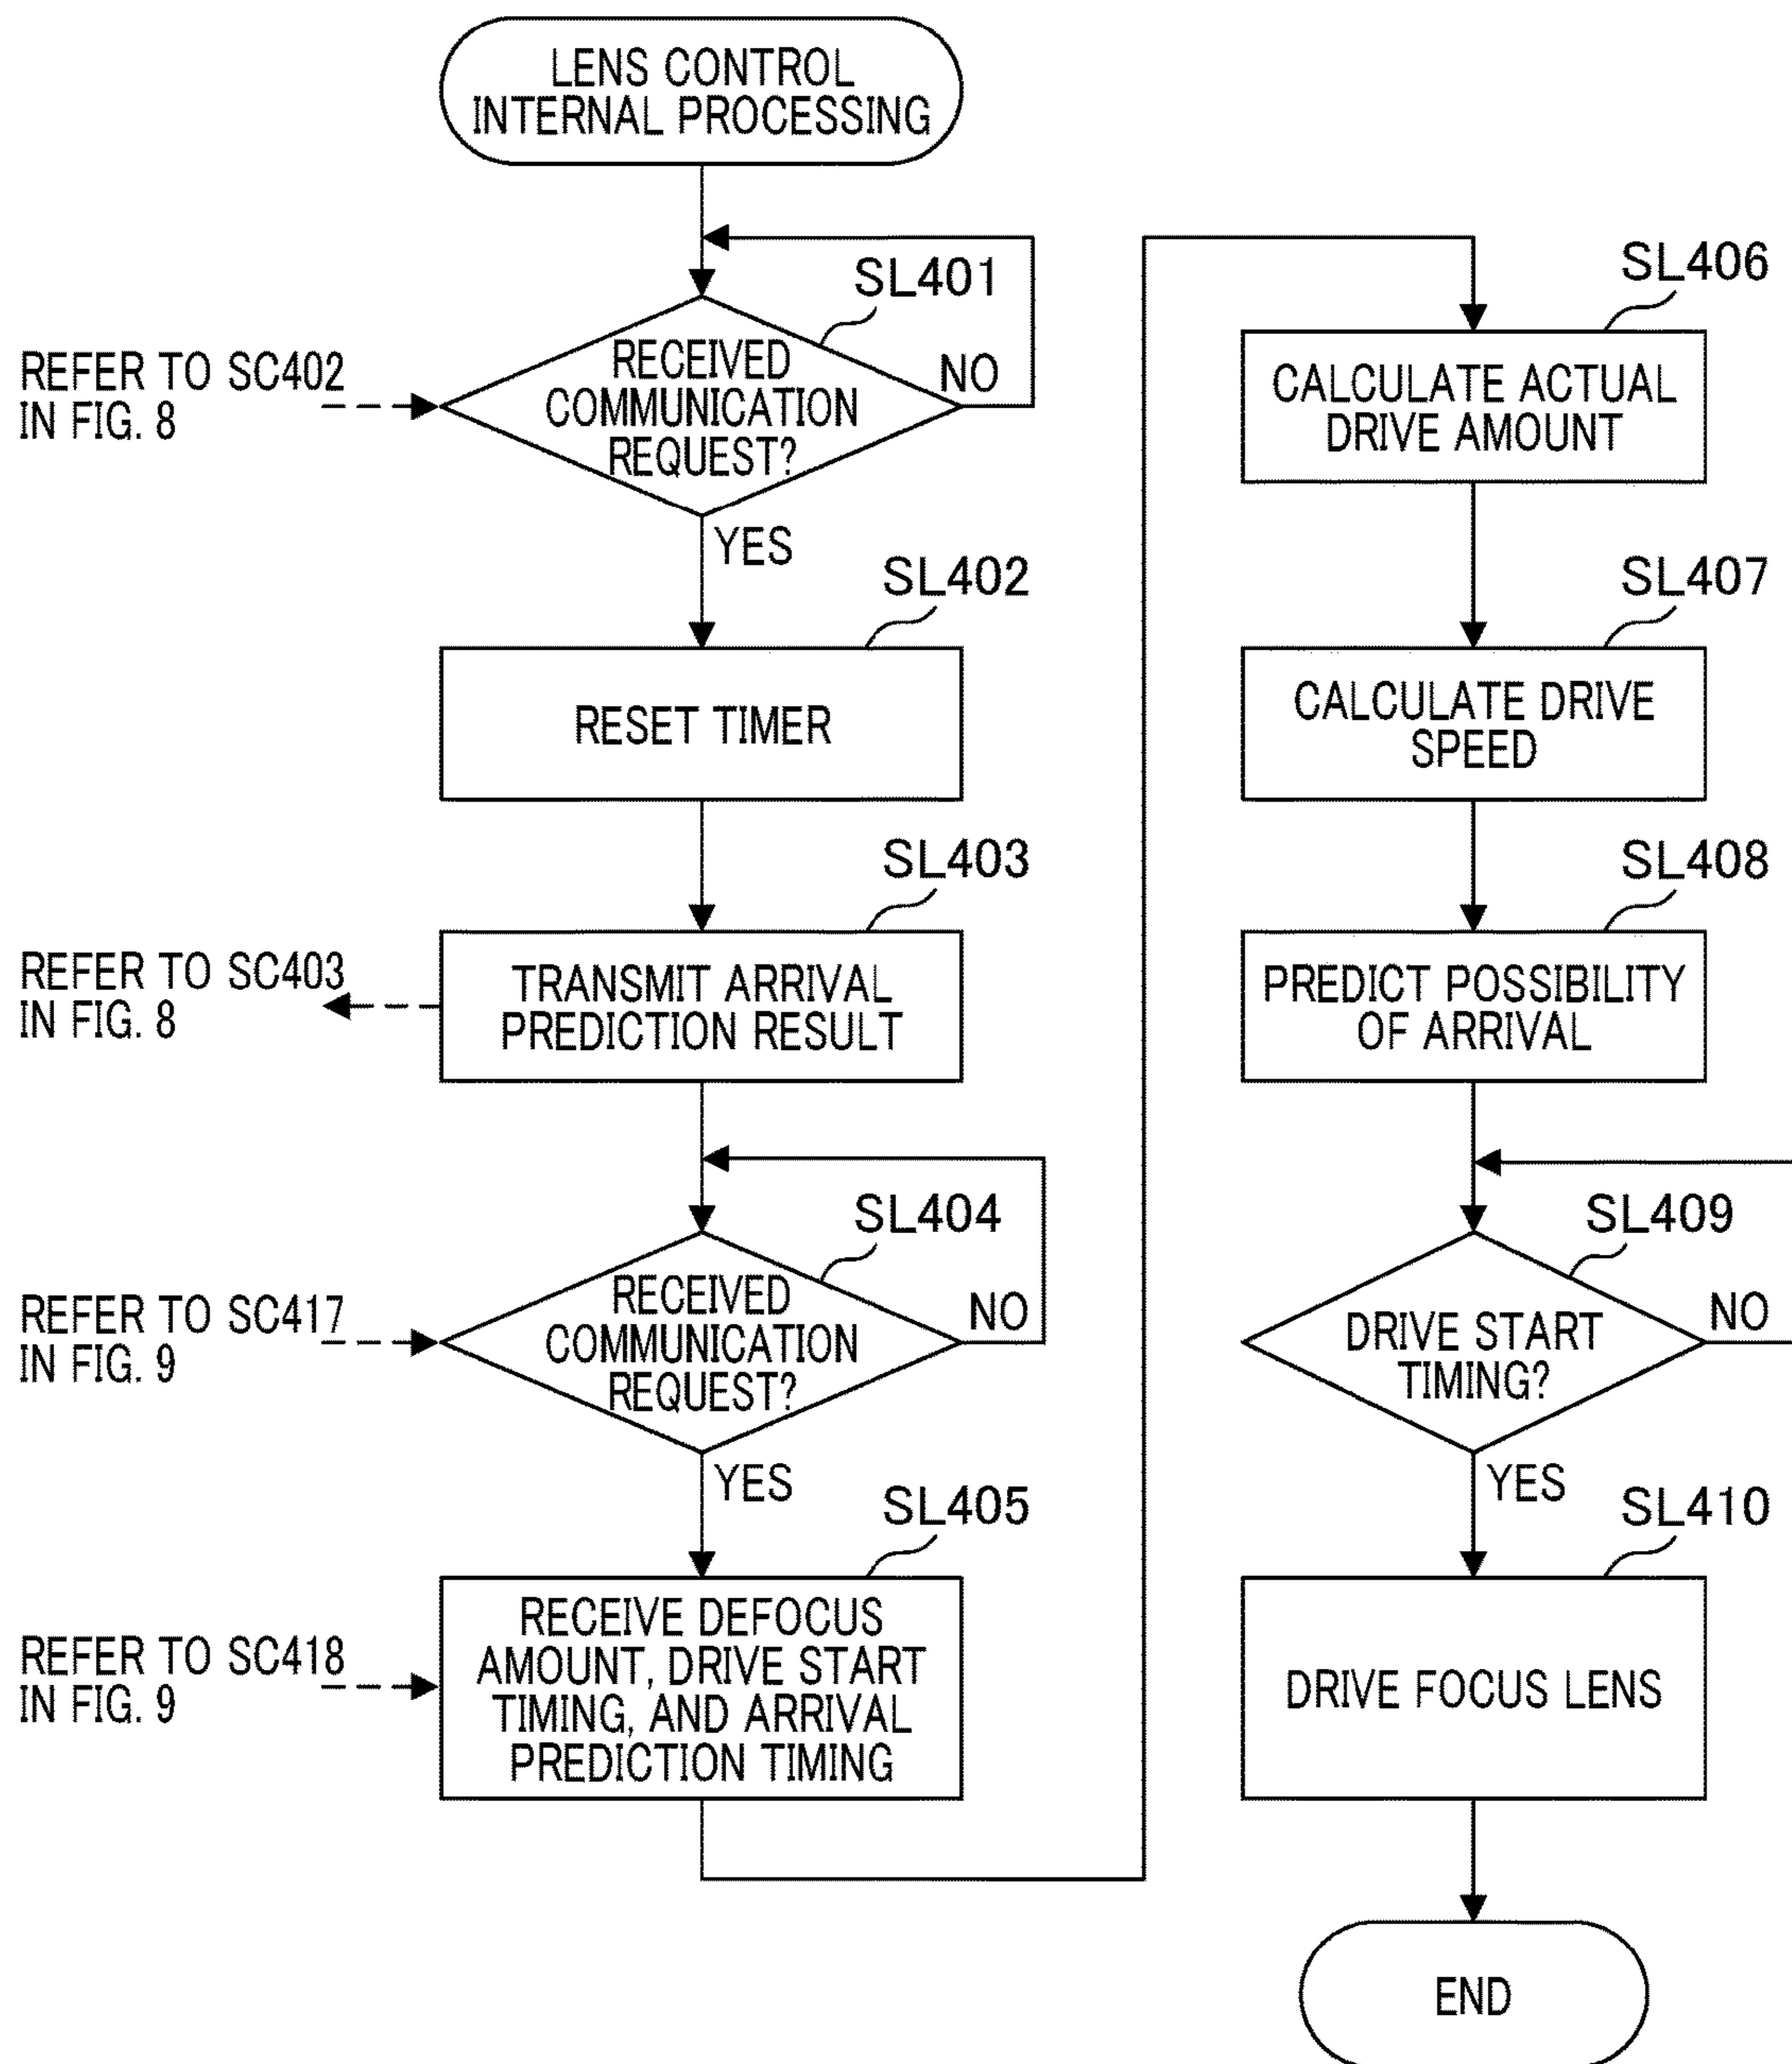 LENS CONTROL
INTERNAL PROCESSING
SL401
REFER TO SC402
IN FIG. 8
RECEIVED
COMMUNICATION
REQUEST?
NO
YES
SL402
RESET TIMER
SL403
REFER TO SC403
IN FIG. 8
TRANSMIT ARRIVAL
PREDICTION RESULT
SL404
REFER TO SC417
IN FIG. 9
RECEIVED
COMMUNICATION
REQUEST?
NO
YES
SL405
REFER TO SC418
IN FIG. 9
RECEIVE DEFOCUS
AMOUNT, DRIVE START
TIMING, AND ARRIVAL
PREDICTION TIMING
SL406
CALCULATE ACTUAL
DRIVE AMOUNT
SL407
CALCULATE DRIVE
SPEED
SL408
PREDICT POSSIBILITY
OF ARRIVAL
SL409
DRIVE START
TIMING?
NO
YES
SL410
DRIVE FOCUS LENS
END